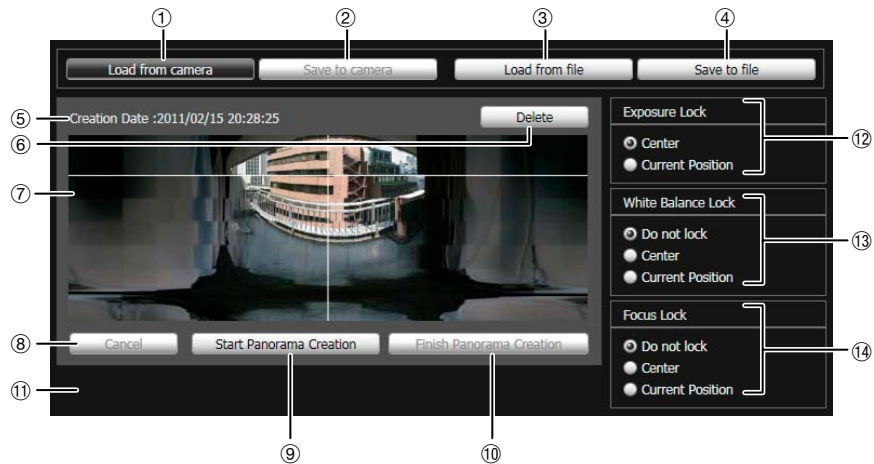 ① ② ③ ④
Load from camera Save to camera Load from file Save to file
⑤ Creation Date :2011/02/15 20:28:25 Delete
⑥
⑦
⑧ Cancel Start Panorama Creation Finish Panorama Creation
⑪
⑨ ⑩
Exposure Lock
Center
Current Position
⑫
White Balance Lock
Do not lock
Center
Current Position
⑬
Focus Lock
Do not lock
Center
Current Position
⑭